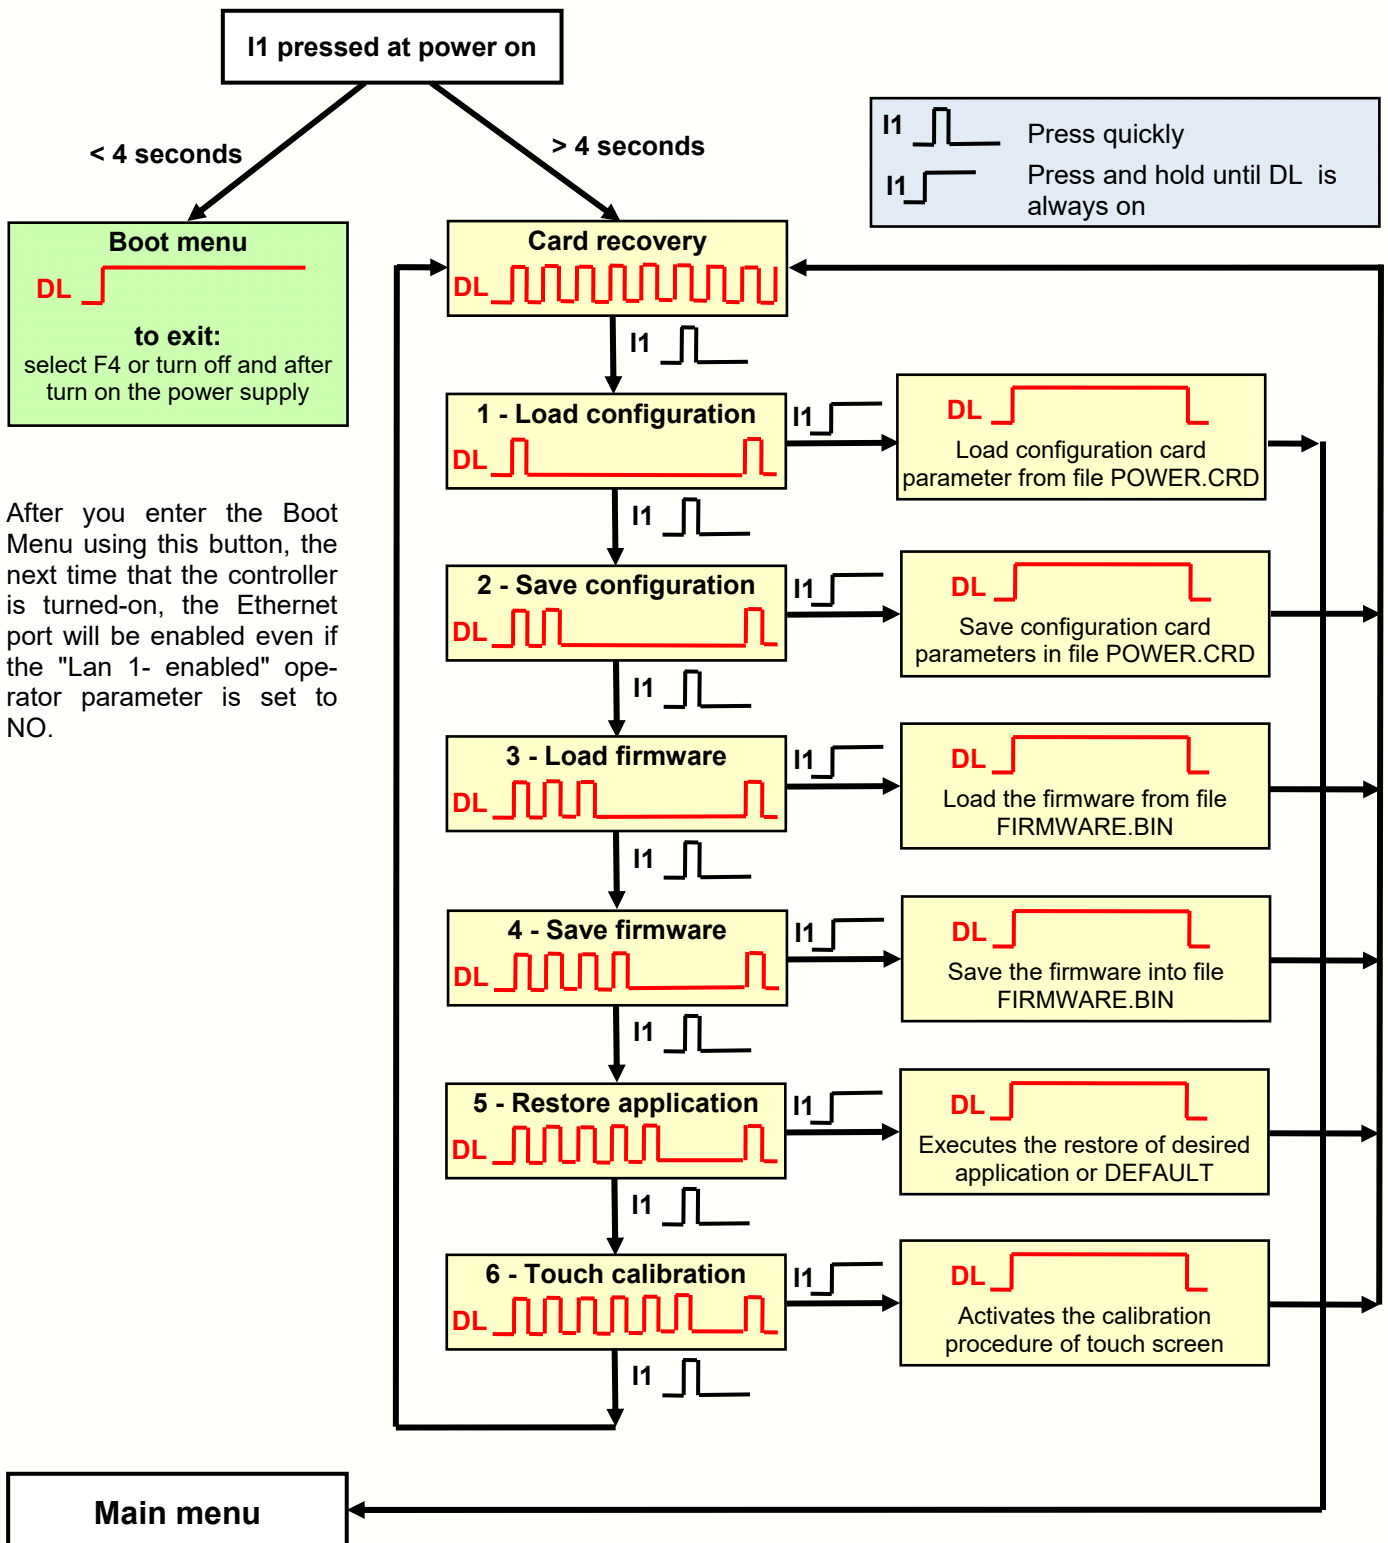 I1 pressed at power on
< 4 seconds
> 4 seconds
I1
Press quickly
I1
Press and hold until DL is
always on
Boot menu
DL
to exit:
select F4 or turn off and after
turn on the power supply
After you enter the Boot
Menu using this button, the
next time that the controller
is turned-on, the Ethernet
port will be enabled even if
the "Lan 1- enabled" ope-
rator parameter is set to
NO.
Card recovery
DL
I1
1 - Load configuration
DL
I1
DL
Load configuration card
parameter from file POWER.CRD
I1
2 - Save configuration
DL
I1
DL
Save configuration card
parameters in file POWER.CRD
I1
3 - Load firmware
DL
I1
DL
Load the firmware from file
FIRMWARE.BIN
I1
4 - Save firmware
DL
I1
DL
Save the firmware into file
FIRMWARE.BIN
I1
5 - Restore application
DL
I1
DL
Executes the restore of desired
application or DEFAULT
I1
6 - Touch calibration
DL
I1
DL
Activates the calibration
procedure of touch screen
I1
Main menu